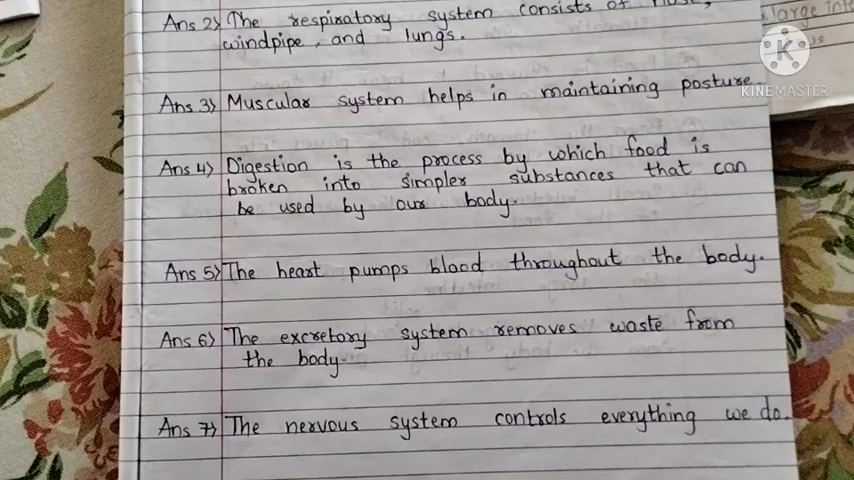 Ans 2) The respiratory system consists of nose,
windpipe, and lungs.
Ans 3) Muscular system helps in maintaining posture.
Ans 4) Digestion is the process by which food is
broken into simpler substances that can
be used by our body.
Ans 5) The heart pumps blood throughout the body.
Ans 6) The excretory system removes waste from
the body.
Ans 7) The nervous system controls everything we do.
large
K
KINEMASTER